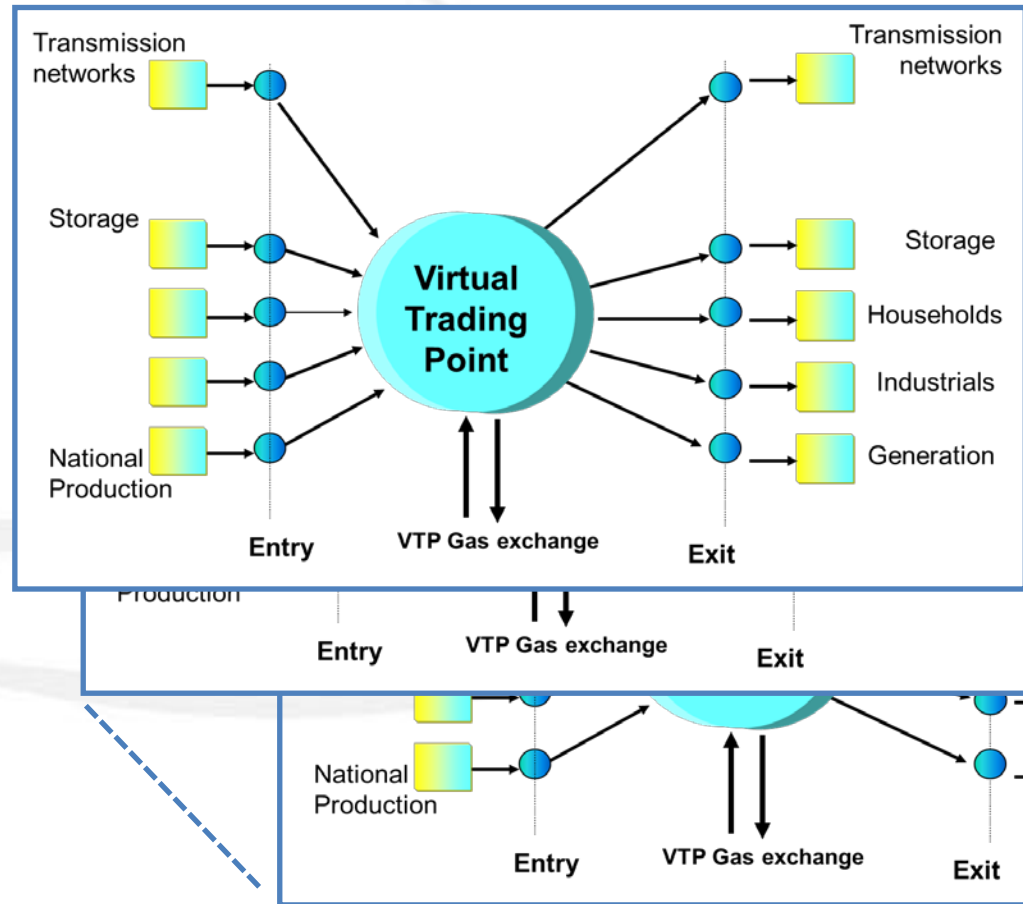 Transmission
networks
Storage
National
Production
Entry
Virtual
Trading
Point
VTP Gas exchange
Transmission
networks
Storage
Households
Industrials
Generation
Exit
Production
Entry
VTP Gas exchange
Exit
National
Production
Entry
VTP Gas exchange
Exit